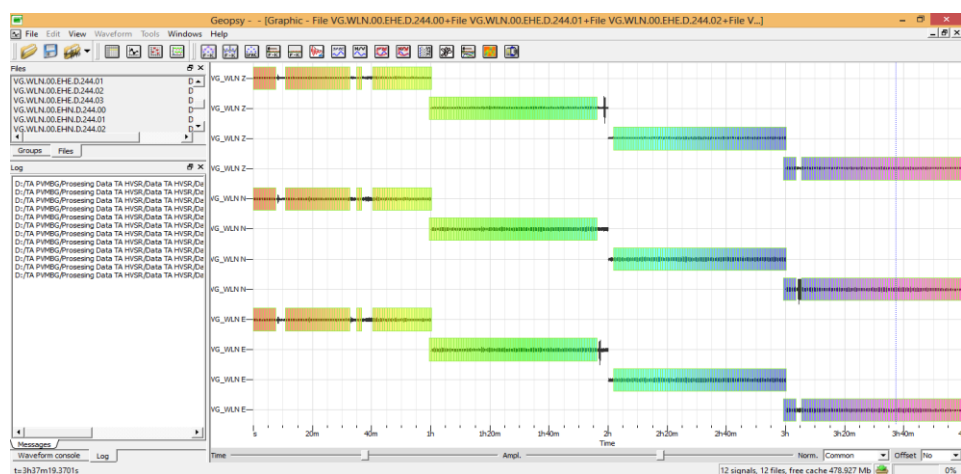 Geopsy - - [Graphic - File VG.WLN.00.EHE.D.244.00+File VG.WLN.00.EHE.D.244.01+File VG.WLN.00.EHE.D.244.02+File V...]
File Edit View Waveform Tools Windows Help
Files
VG.WLN.00.EHE.D.244.01 D
VG.WLN.00.EHE.D.244.02 D
VG.WLN.00.EHE.D.244.03 D
VG.WLN.00.EHN.D.244.00 D
VG.WLN.00.EHN.D.244.01 D
VG.WLN.00.EHN.D.244.02 D
Groups Files
Log
D:/TA PVMBG/Prosesing Data TA HVSR/Data TA HVSR/Da
D:/TA PVMBG/Prosesing Data TA HVSR/Data TA HVSR/Da
D:/TA PVMBG/Prosesing Data TA HVSR/Data TA HVSR/Da
D:/TA PVMBG/Prosesing Data TA HVSR/Data TA HVSR/Da
D:/TA PVMBG/Prosesing Data TA HVSR/Data TA HVSR/Da
D:/TA PVMBG/Prosesing Data TA HVSR/Data TA HVSR/Da
D:/TA PVMBG/Prosesing Data TA HVSR/Data TA HVSR/Da
D:/TA PVMBG/Prosesing Data TA HVSR/Data TA HVSR/Da
D:/TA PVMBG/Prosesing Data TA HVSR/Data TA HVSR/Da
D:/TA PVMBG/Prosesing Data TA HVSR/Data TA HVSR/Da
D:/TA PVMBG/Prosesing Data TA HVSR/Data TA HVSR/Da
D:/TA PVMBG/Prosesing Data TA HVSR/Data TA HVSR/Da
Messages
Waveform console Log
VG_WLN Z
VG_WLN Z
VG_WLN Z
VG_WLN Z
VG_WLN N
VG_WLN N
VG_WLN N
VG_WLN N
VG_WLN E
VG_WLN E
VG_WLN E
VG_WLN E
s 20m 40m 1h 1h20m 1h40m 2h 2h20m 2h40m 3h 3h20m 3h40m 4
Time
Time Ampl. Norm. Common Offset No
t=3h37m19.3701s 12 signals, 12 files, free cache 478.927 Mb 0%